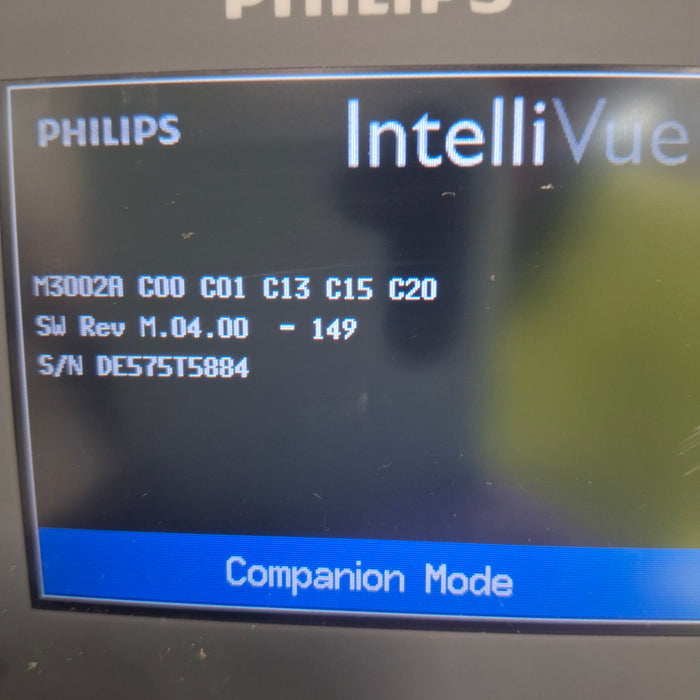 PHILIPS
PHILIPS
IntelliVue
M3002A C00 C01 C13 C15 C20
SW Rev M.04.00 - 149
S/N DE575T5884
Companion Mode